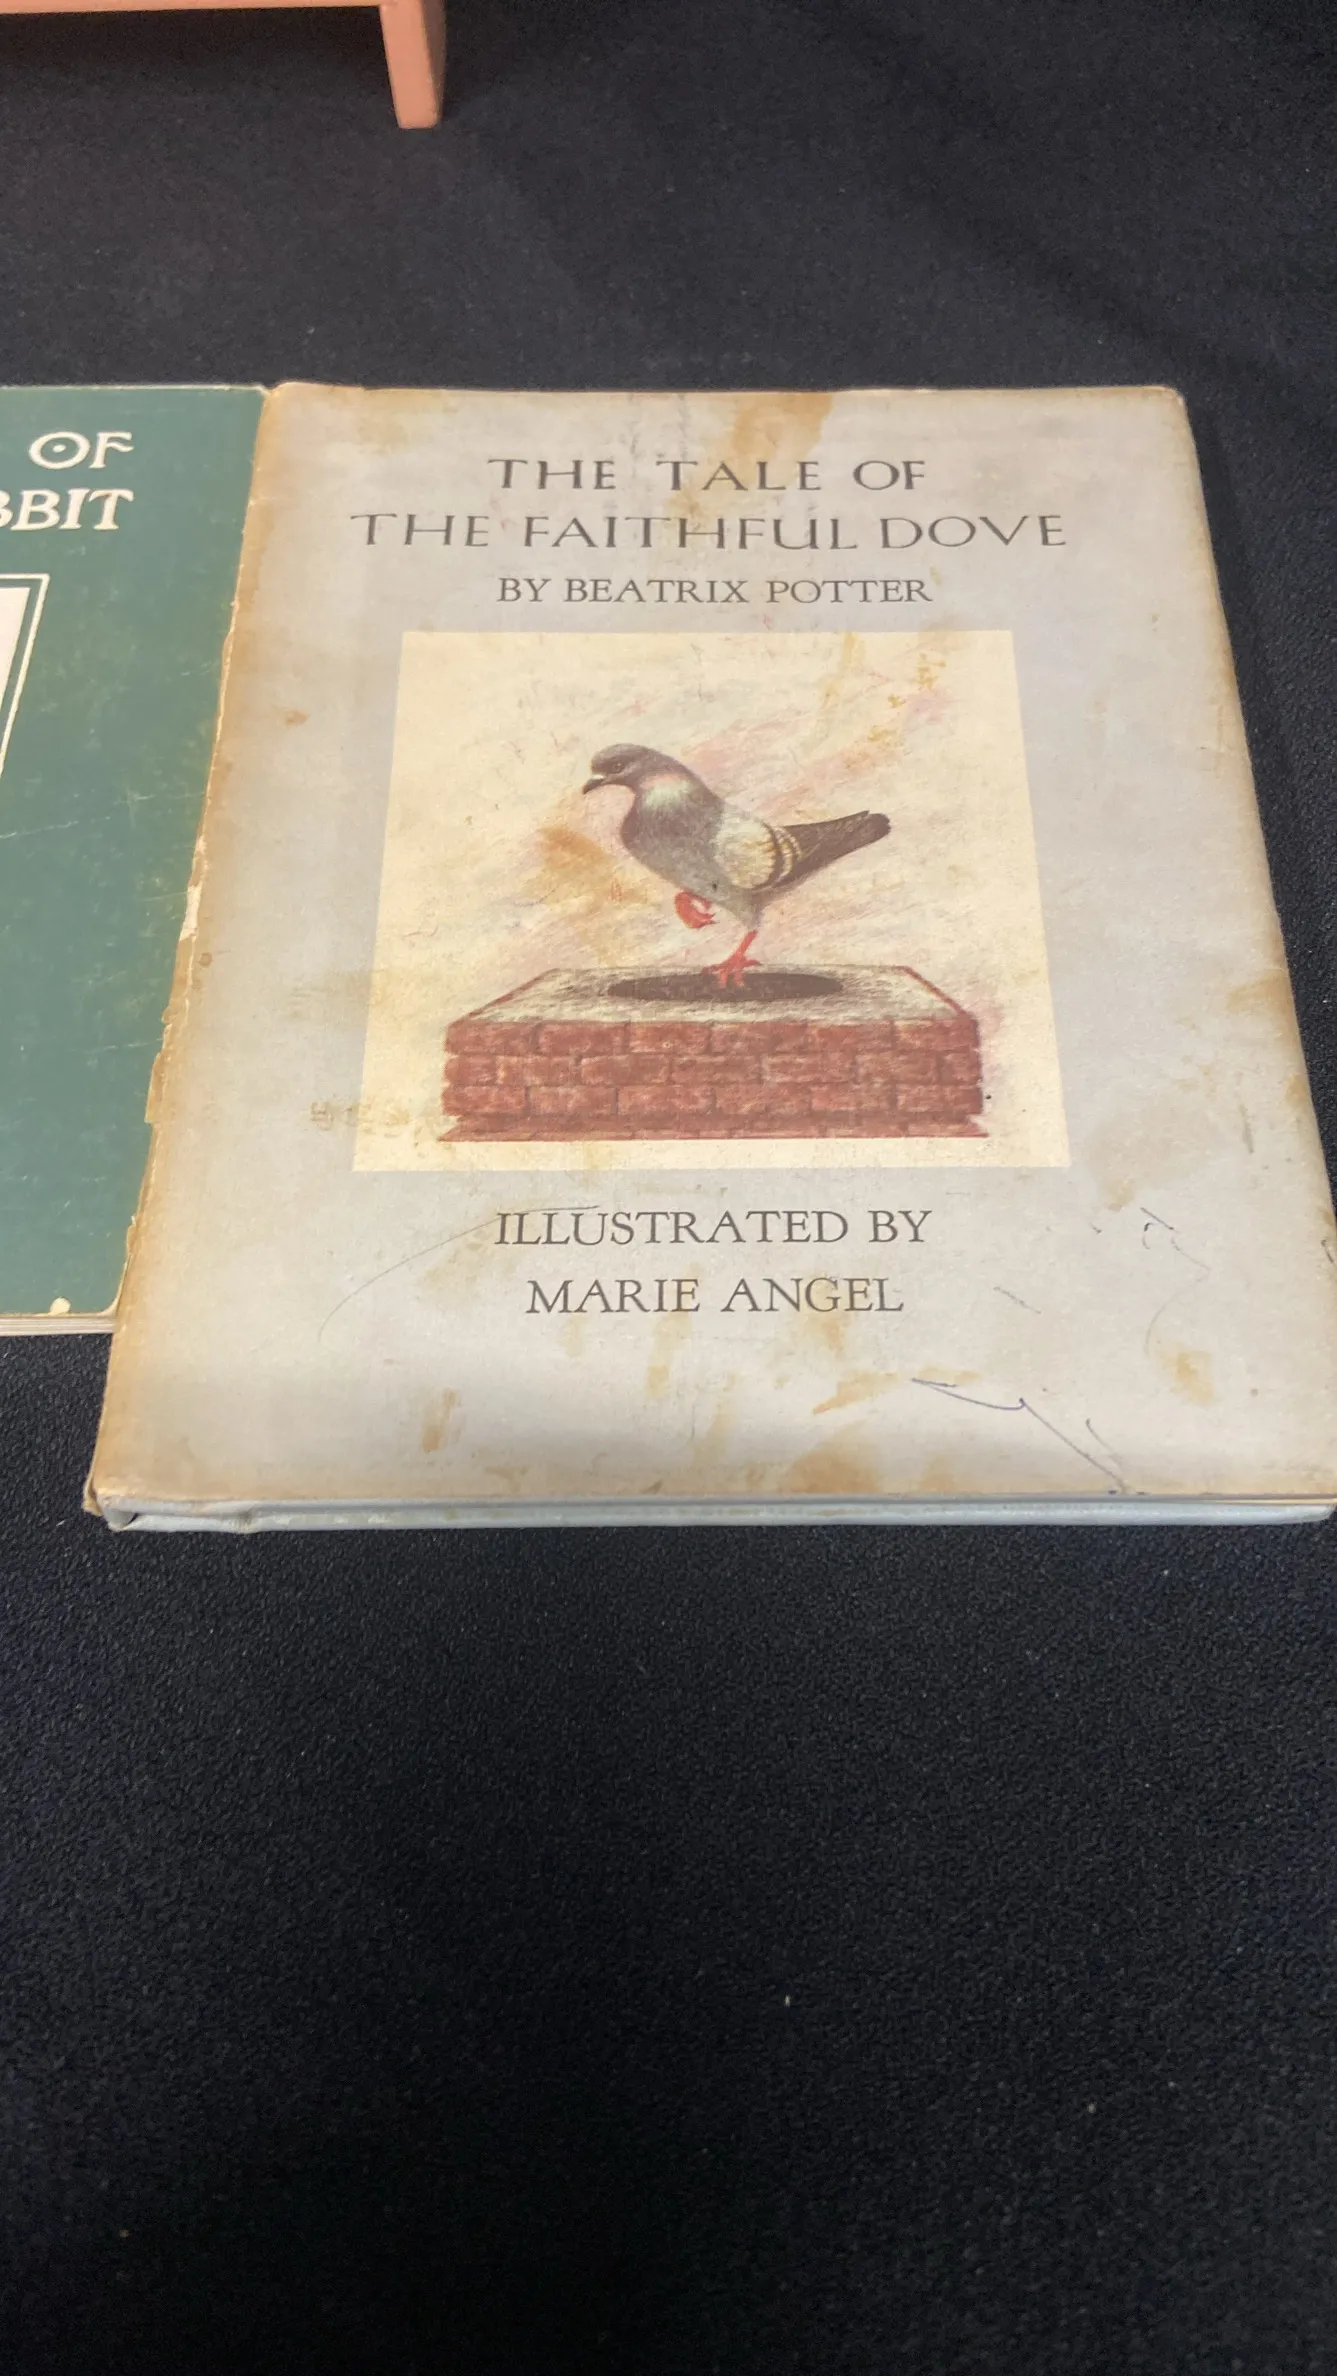 OF
BBIT
THE TALE OF
THE FAITHFUL DOVE
BY BEATRIX POTTER
ILLUSTRATED BY
MARIE ANGEL